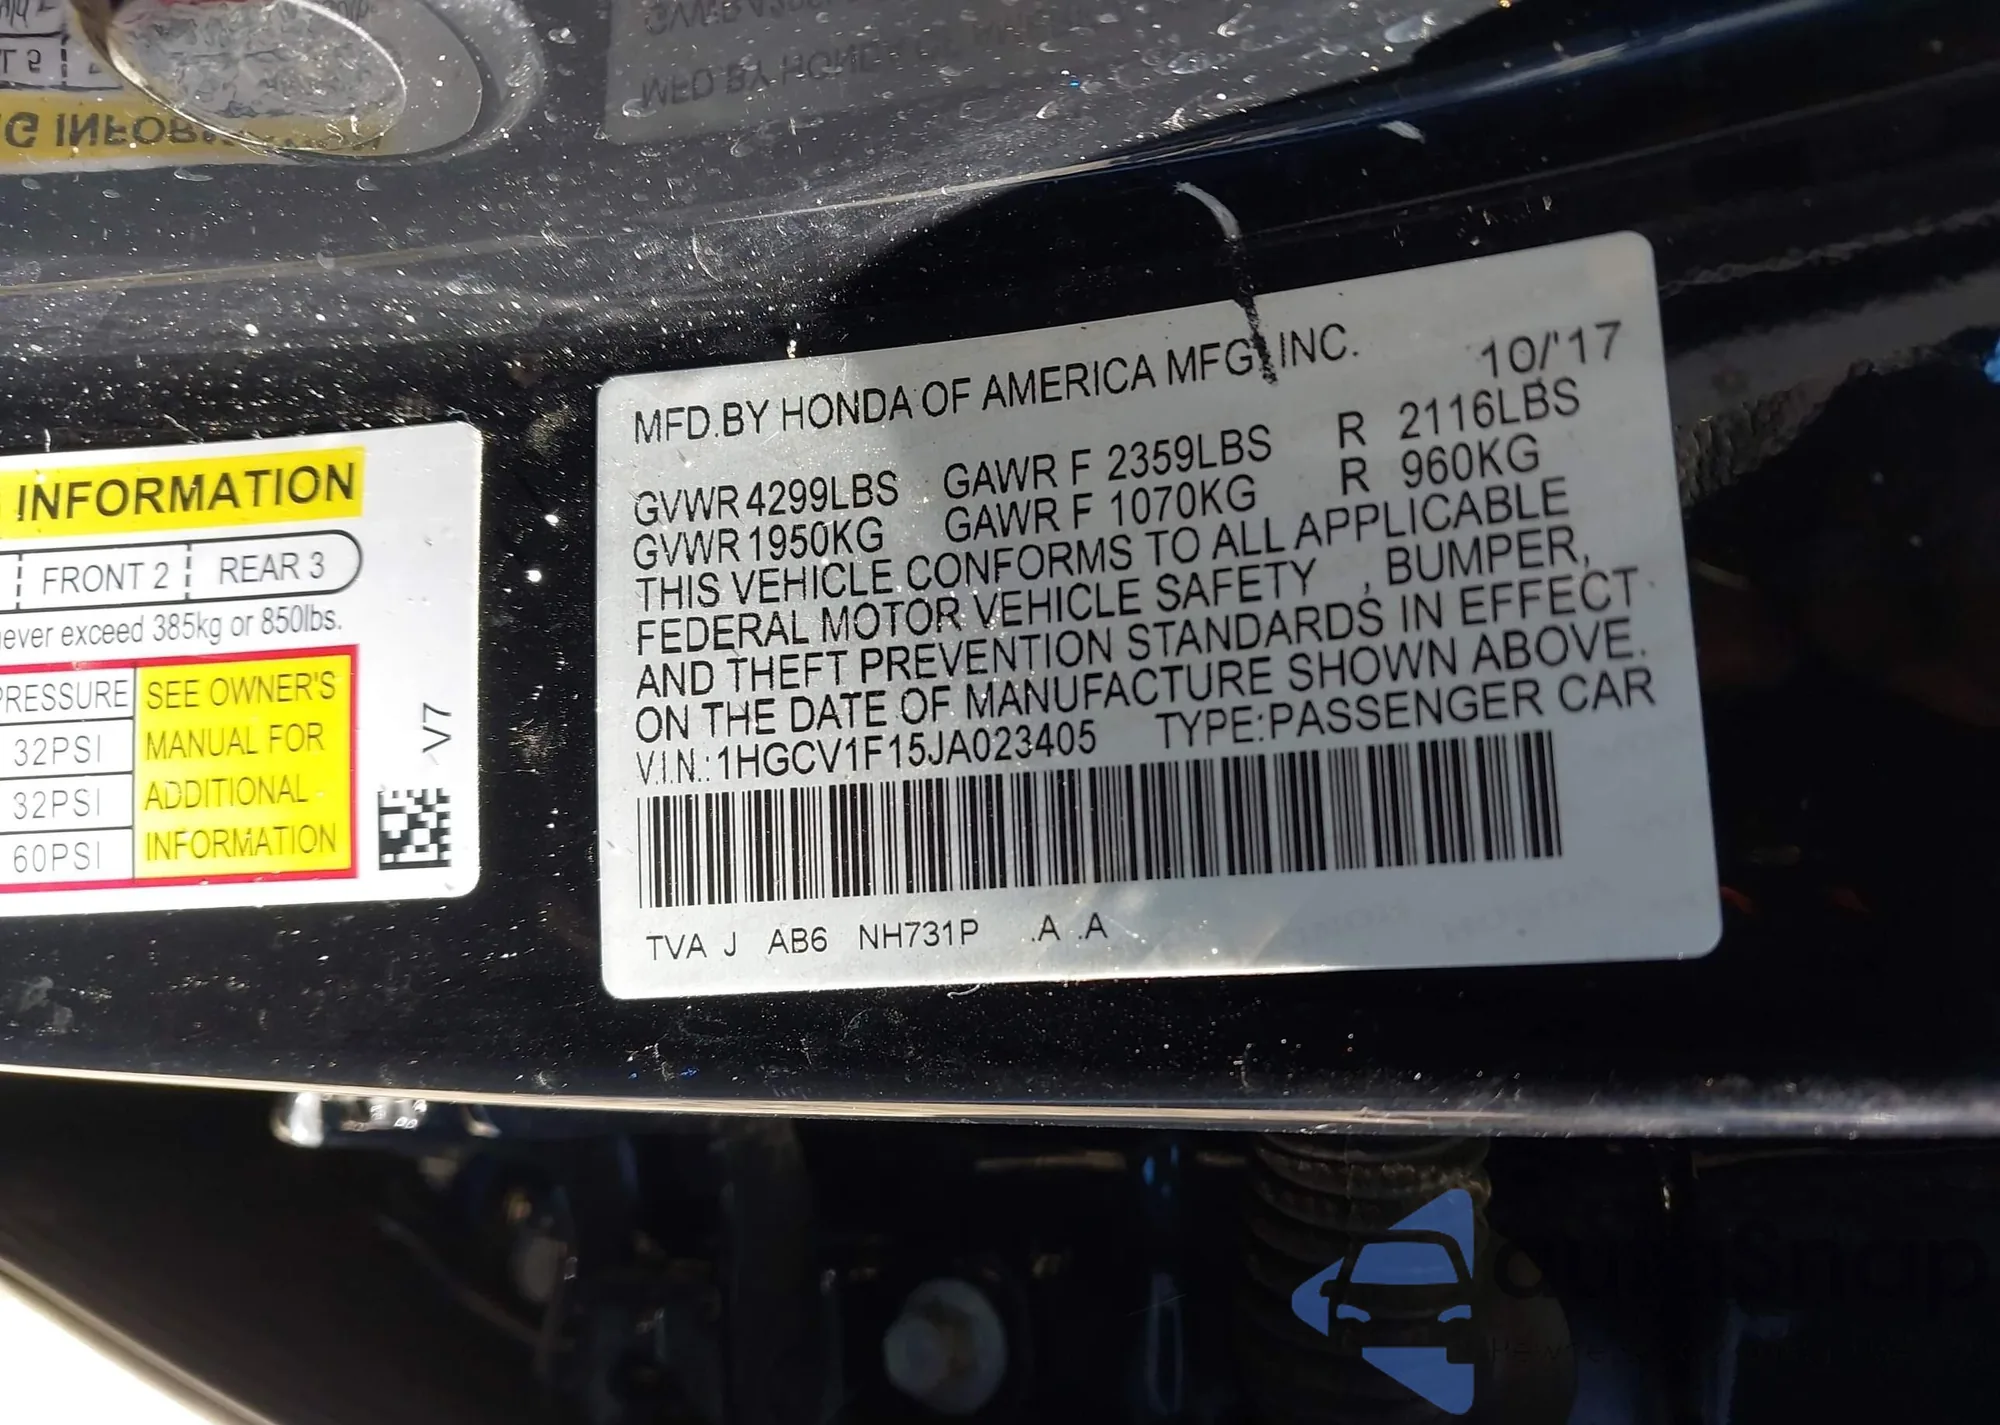 INFORMATION
FRONT 2 REAR 3
never exceed 385kg or 850lbs.
PRESSURE
32PSI
32PSI
60PSI
SEE OWNER'S
MANUAL FOR
ADDITIONAL
INFORMATION
V7
MFD.BY HONDA OF AMERICA MFG. INC. 10/'17
GVWR 4299LBS GAWR F 2359LBS R 2116LBS
GVWR 1950KG GAWR F 1070KG R 960KG
THIS VEHICLE CONFORMS TO ALL APPLICABLE
FEDERAL MOTOR VEHICLE SAFETY , BUMPER,
AND THEFT PREVENTION STANDARDS IN EFFECT
ON THE DATE OF MANUFACTURE SHOWN ABOVE.
V.I.N.: 1HGCV1F15JA023405 TYPE:PASSENGER CAR
TVA J AB6 NH731P .A .A